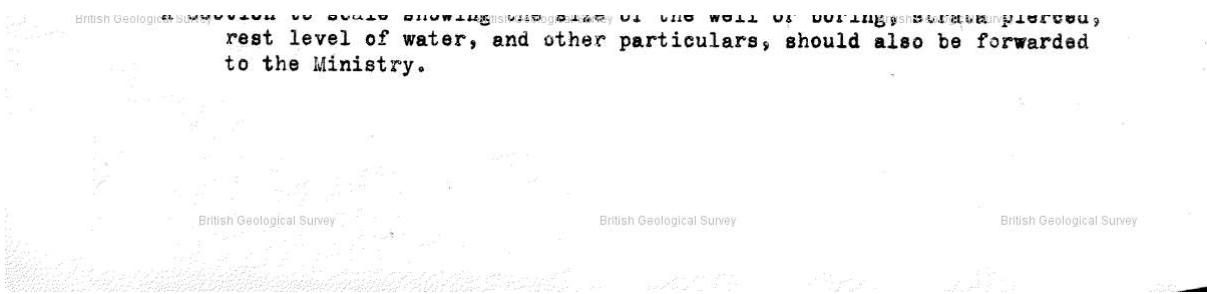 a section to scale showing the size of the well or boring, strata pierced,
rest level of water, and other particulars, should also be forwarded
to the Ministry.
British Geological Survey
British Geological Survey
British Geological Survey